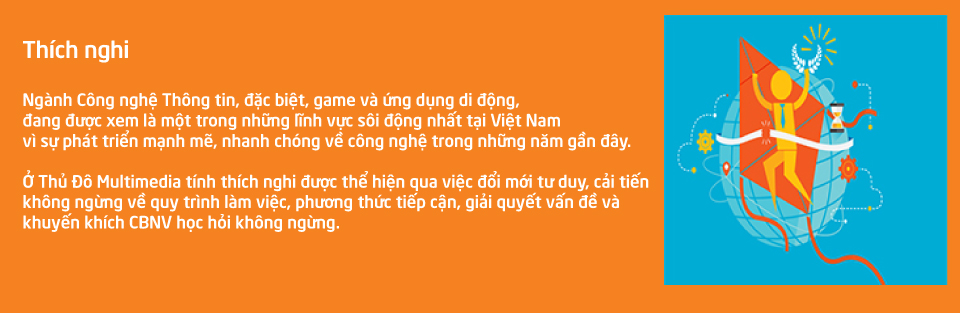 Thích nghi
Ngành Công nghệ Thông tin, đặc biệt, game và ứng dụng di động,
đang được xem là một trong những lĩnh vực sôi động nhất tại Việt Nam
vì sự phát triển mạnh mẽ, nhanh chóng về công nghệ trong những năm gần đây.
Ở Thủ Đô Multimedia tính thích nghi được thể hiện qua việc đổi mới tư duy, cải tiến
không ngừng về quy trình làm việc, phương thức tiếp cận, giải quyết vấn đề và
khuyến khích CBNV học hỏi không ngừng.